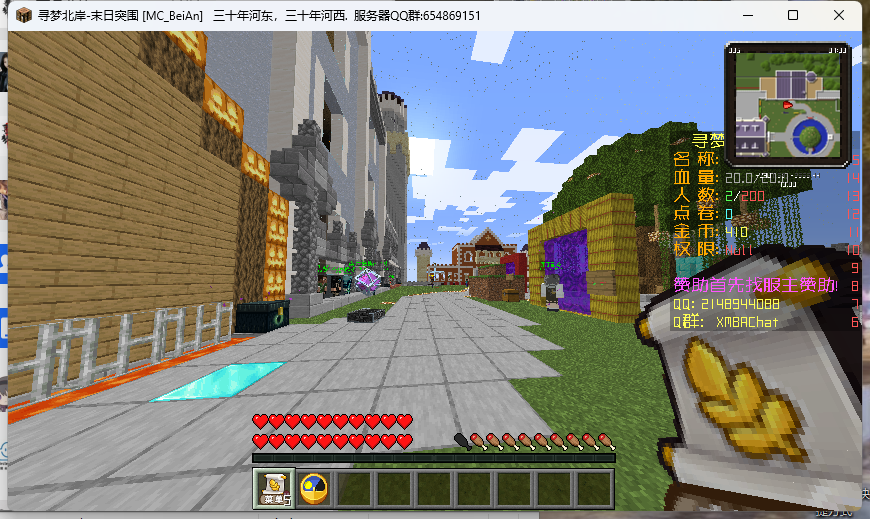 寻梦北岸-末日突围 [MC_BeiAn] 三十年河东，三十年河西. 服务器QQ群:654869151
寻梦
名 称:
血 量: 20.0/20.0
人 数: 2/200
点 卷: 0
金 币: 410
权 限: null
赞助首先找服主赞助!
QQ: 2148944088
Q群: XMBAChat
15
14
13
12
11
10
9
8
7
6
菜单